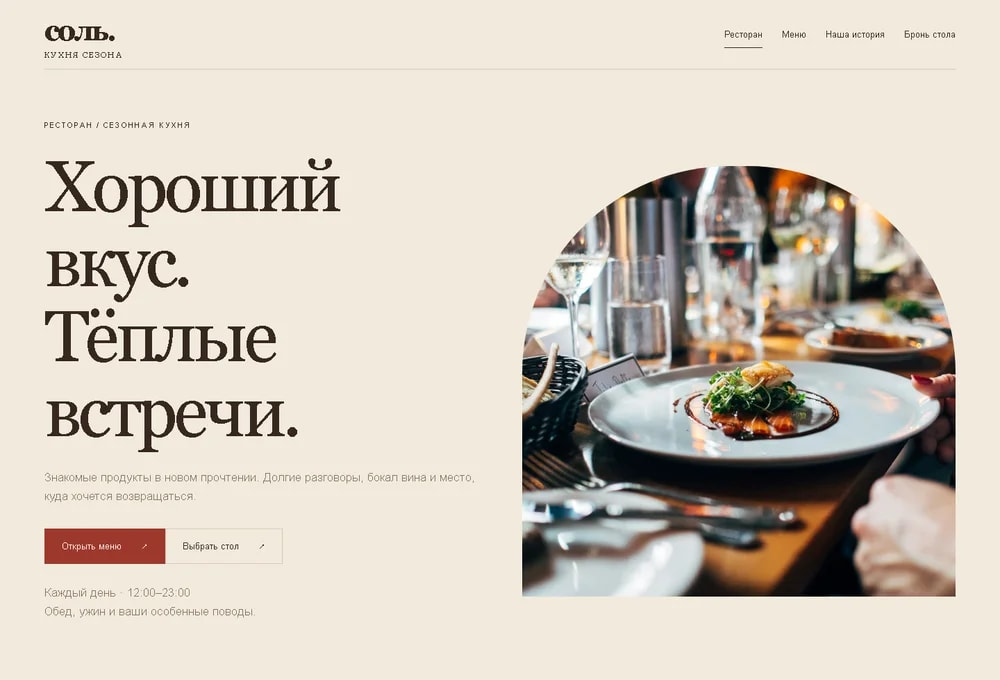 соль.
КУХНЯ СЕЗОНА
Ресторан Меню Наша история Бронь стола
РЕСТОРАН / СЕЗОННАЯ КУХНЯ
Хороший
вкус.
Тёплые
встречи.
Знакомые продукты в новом прочтении. Долгие разговоры, бокал вина и место,
куда хочется возвращаться.
Открыть меню ↗ Выбрать стол ↗
Каждый день · 12:00–23:00
Обед, ужин и ваши особенные поводы.